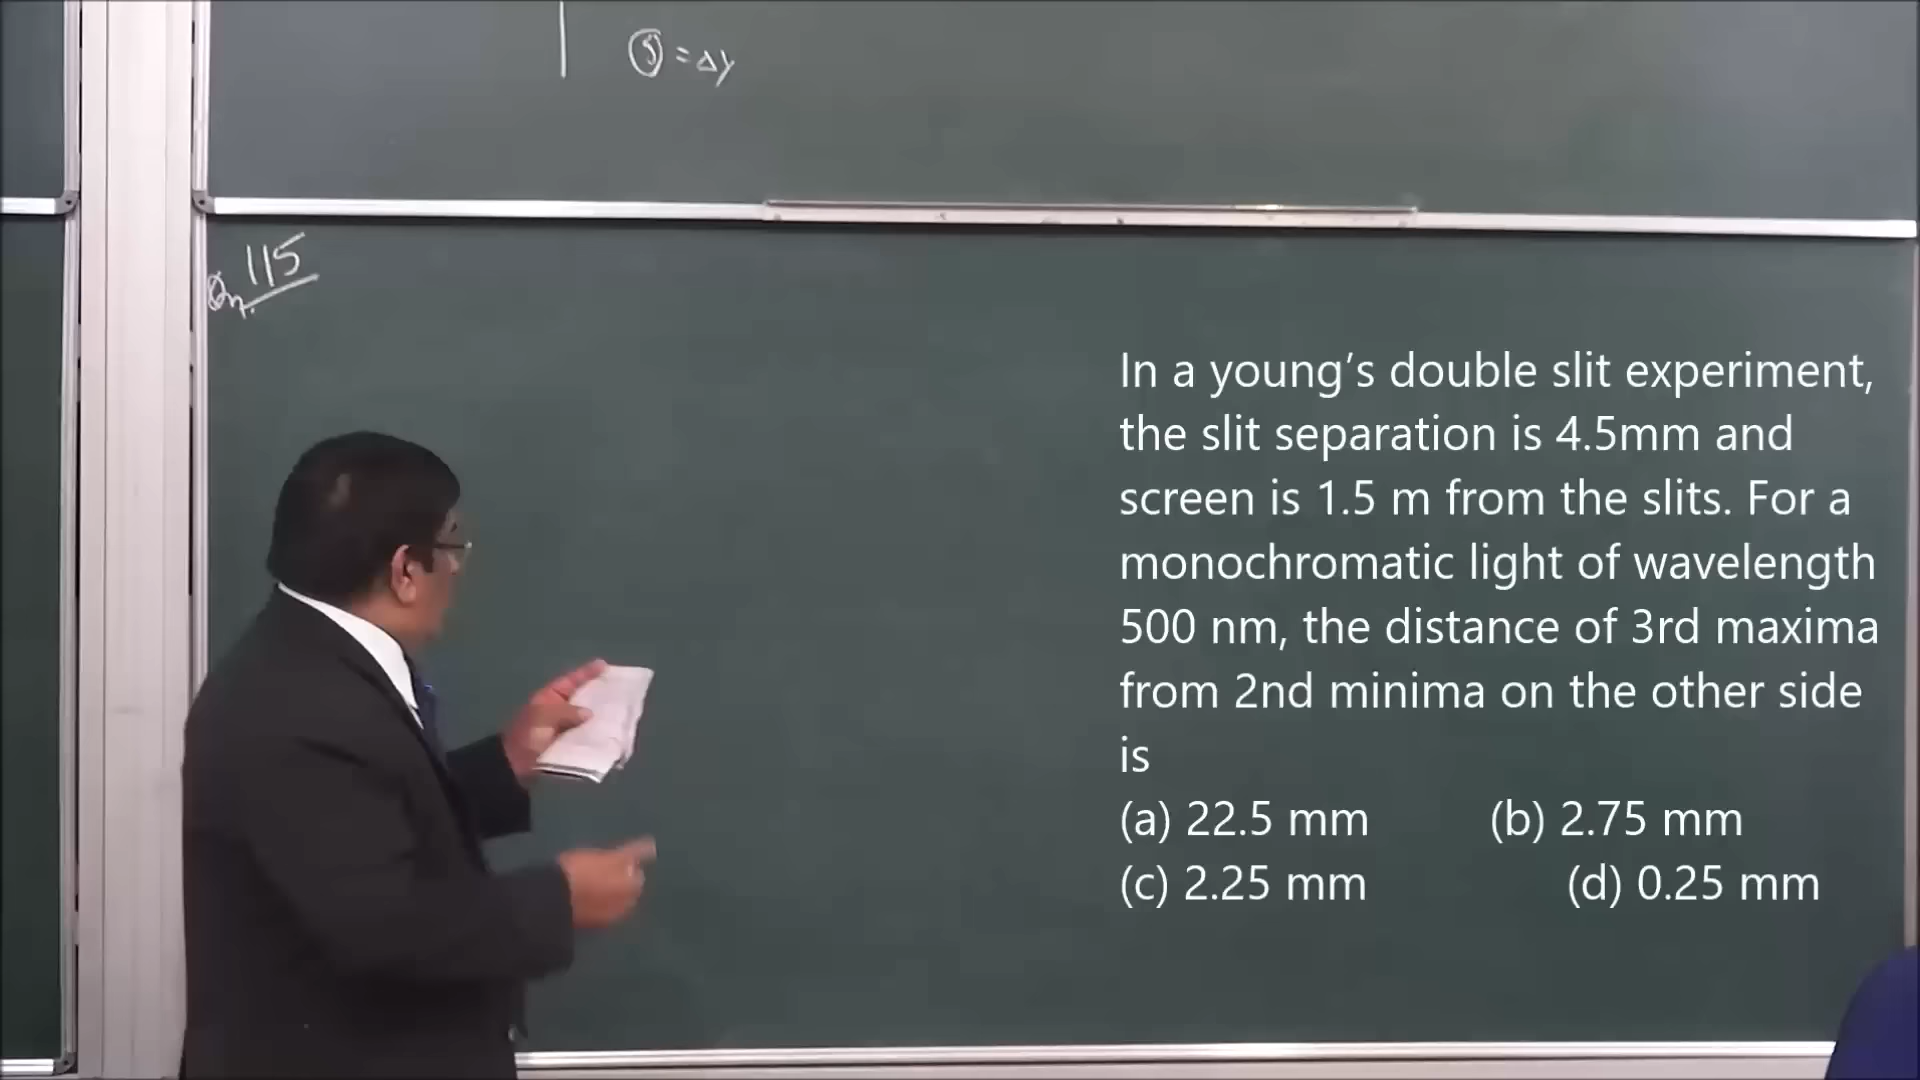 = Δy
Qn. 115
In a young's double slit experiment,
the slit separation is 4.5mm and
screen is 1.5 m from the slits. For a
monochromatic light of wavelength
500 nm, the distance of 3rd maxima
from 2nd minima on the other side
is
(a) 22.5 mm (b) 2.75 mm
(c) 2.25 mm (d) 0.25 mm